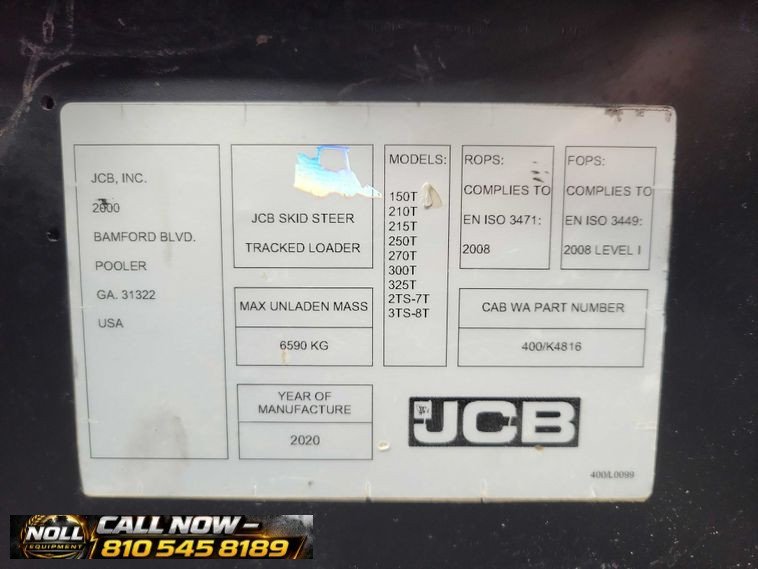 JCB, INC.
2000
BAMFORD BLVD.
POOLER
GA. 31322
USA
JCB SKID STEER
TRACKED LOADER
MAX UNLADEN MASS
6590 KG
YEAR OF
MANUFACTURE
2020
MODELS:
150T
210T
215T
250T
270T
300T
325T
2TS-7T
3TS-8T
ROPS:
COMPLIES TO
EN ISO 3471:
2008
FOPS:
COMPLIES TO
EN ISO 3449:
2008 LEVEL I
CAB WA PART NUMBER
400/K4816
JCB
400/L0099
NOLL
EQUIPMENT
CALL NOW –
810 545 8189